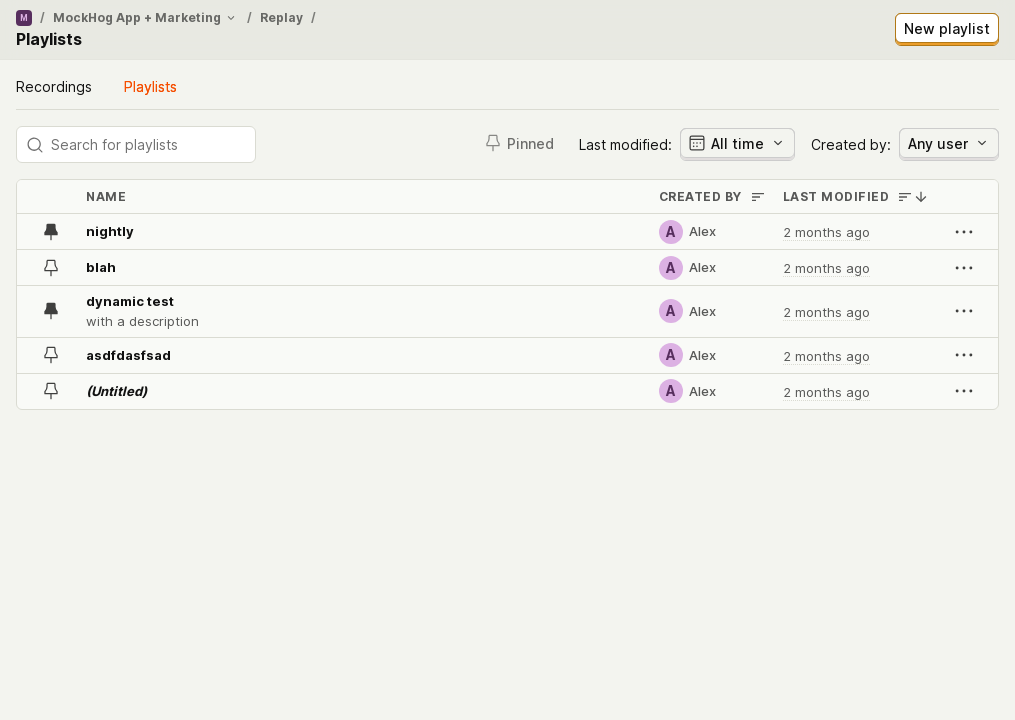 M / MockHog App + Marketing / Replay /
Playlists
New playlist
Recordings Playlists
Search for playlists Pinned Last modified: All time Created by: Any user
NAME CREATED BY LAST MODIFIED
nightly A Alex 2 months ago
blah A Alex 2 months ago
dynamic test
with a description A Alex 2 months ago
asdfdasfsad A Alex 2 months ago
(Untitled) A Alex 2 months ago